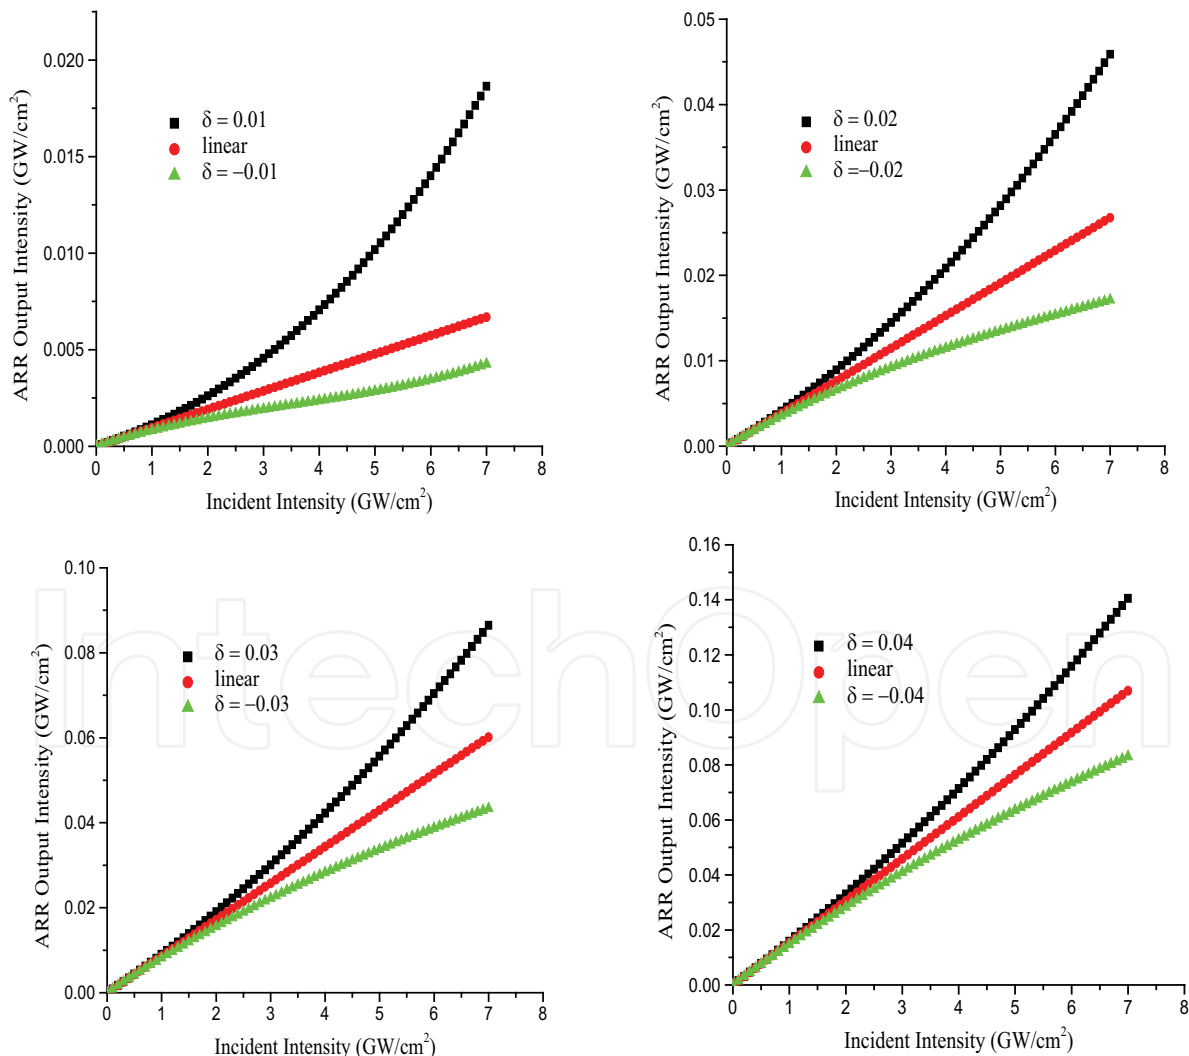 ARR Output Intensity (GW/cm²)
0.020
0.015
0.010
0.005
0.000
δ = 0.01
linear
δ = −0.01
0 1 2 3 4 5 6 7 8
Incident Intensity (GW/cm²)
ARR Output Intensity (GW/cm²)
0.05
0.04
0.03
0.02
0.01
0.00
δ = 0.02
linear
δ =−0.02
0 1 2 3 4 5 6 7 8
Incident Intensity (GW/cm²)
ARR Output Intensity (GW/cm²)
0.10
0.08
0.06
0.04
0.02
0.00
δ = 0.03
linear
δ = −0.03
0 1 2 3 4 5 6 7 8
Incident Intensity (GW/cm²)
ARR Output Intensity (GW/cm²)
0.16
0.14
0.12
0.10
0.08
0.06
0.04
0.02
0.00
δ = 0.04
linear
δ = −0.04
0 1 2 3 4 5 6 7 8
Incident Intensity (GW/cm²)
IntechOpen